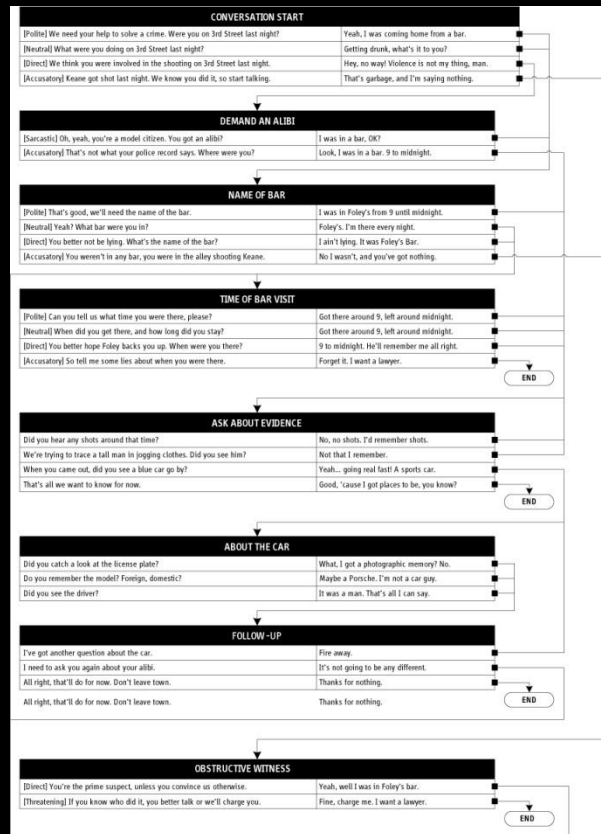 CONVERSATION START
[Polite] We need your help to solve a crime. Were you on 3rd Street last night? Yeah, I was coming home from a bar.
[Neutral] What were you doing on 3rd Street last night? Getting drunk, what's it to you?
[Direct] We think you were involved in the shooting on 3rd Street last night. Hey, no way! Violence is not my thing, man.
[Accusatory] Keane got shot last night. We know you did it, so start talking. That's garbage, and I'm saying nothing.
DEMAND AN ALIBI
[Sarcastic] Oh, yeah, you're a model citizen. You got an alibi? I was in a bar, OK?
[Accusatory] That's not what your police record says. Where were you? Look, I was in a bar. 9 to midnight.
NAME OF BAR
[Polite] That's good, we'll need the name of the bar. I was in Foley's from 9 until midnight.
[Neutral] Yeah? What bar were you in? Foley's. I'm there every night.
[Direct] You better not be lying. What's the name of the bar? I ain't lying. It was Foley's Bar.
[Accusatory] You weren't in any bar, you were in the alley shooting Keane. No I wasn't, and you've got nothing.
TIME OF BAR VISIT
[Polite] Can you tell us what time you were there, please? Got there around 9, left around midnight.
[Neutral] When did you get there, and how long did you stay? Got there around 9, left around midnight.
[Direct] You better hope Foley backs you up. When were you there? 9 to midnight. He'll remember me all right.
[Accusatory] So tell me some lies about when you were there. Forget it. I want a lawyer.
END
ASK ABOUT EVIDENCE
Did you hear any shots around that time? No, no shots. I'd remember shots.
We're trying to trace a tall man in jogging clothes. Did you see him? Not that I remember.
When you came out, did you see a blue car go by? Yeah... going real fast! A sports car.
That's all we want to know for now. Good, 'cause I got places to be, you know?
END
ABOUT THE CAR
Did you catch a look at the license plate? What, I got a photographic memory? No.
Do you remember the model? Foreign, domestic? Maybe a Porsche. I'm not a car guy.
Did you see the driver? It was a man. That's all I can say.
FOLLOW-UP
I've got another question about the car. Fire away.
I need to ask you again about your alibi. It's not going to be any different.
All right, that'll do for now. Don't leave town. Thanks for nothing.
All right, that'll do for now. Don't leave town. Thanks for nothing.
END
OBSTRUCTIVE WITNESS
[Direct] You're the prime suspect, unless you convince us otherwise. Yeah, well I was in Foley's bar.
[Threatening] If you know who did it, you better talk or we'll charge you. Fine, charge me. I want a lawyer.
END